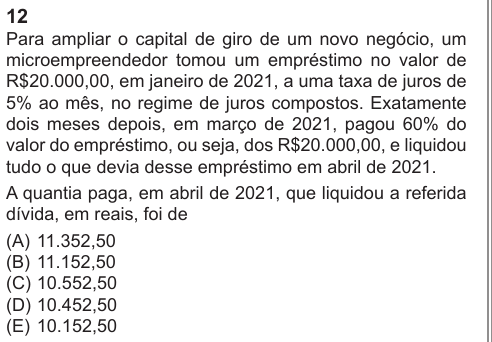 12
Para ampliar o capital de giro de um novo negócio, um
microempreendedor tomou um empréstimo no valor de
R$20.000,00, em janeiro de 2021, a uma taxa de juros de
5% ao mês, no regime de juros compostos. Exatamente
dois meses depois, em março de 2021, pagou 60% do
valor do empréstimo, ou seja, dos R$20.000,00, e liquidou
tudo o que devia desse empréstimo em abril de 2021.
A quantia paga, em abril de 2021, que liquidou a referida
dívida, em reais, foi de
(A) 11.352,50
(B) 11.152,50
(C) 10.552,50
(D) 10.452,50
(E) 10.152,50